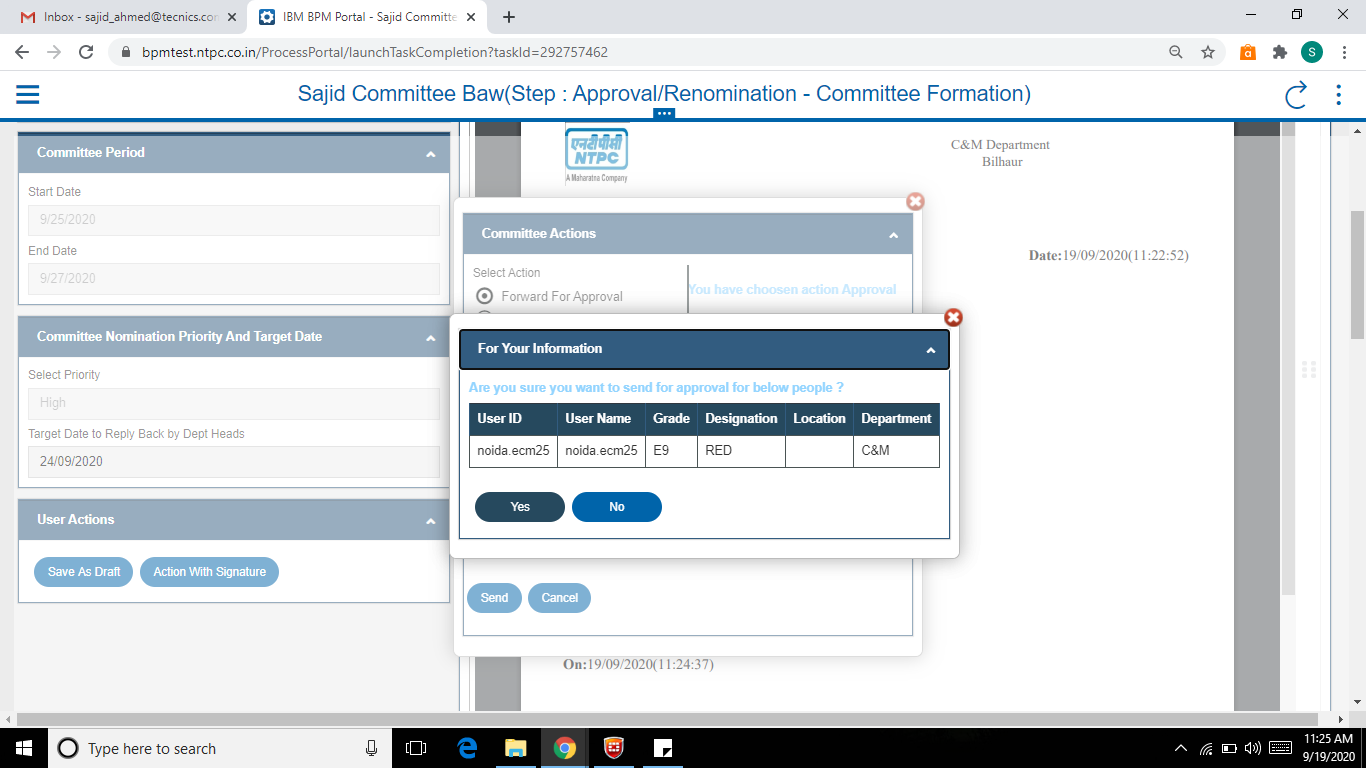 Inbox - sajid_ahmed@tecnics.con
IBM BPM Portal - Sajid Committe
bpmtest.ntpc.co.in/ProcessPortal/launchTaskCompletion?taskId=292757462
S
Sajid Committee Baw(Step : Approval/Renomination - Committee Formation)
Committee Period
Start Date
9/25/2020
End Date
9/27/2020
Committee Nomination Priority And Target Date
Select Priority
High
Target Date to Reply Back by Dept Heads
24/09/2020
User Actions
Save As Draft
Action With Signature
एनटीपीसी
NTPC
A Maharatna Company
C&M Department
Bilhaur
Date:19/09/2020(11:22:52)
Committee Actions
Select Action
Forward For Approval
You have choosen action Approval
For Your Information
Are you sure you want to send for approval for below people ?
User ID User Name Grade Designation Location Department
noida.ecm25 noida.ecm25 E9 RED C&M
Yes No
Send Cancel
On:19/09/2020(11:24:37)
Type here to search
11:25 AM
9/19/2020